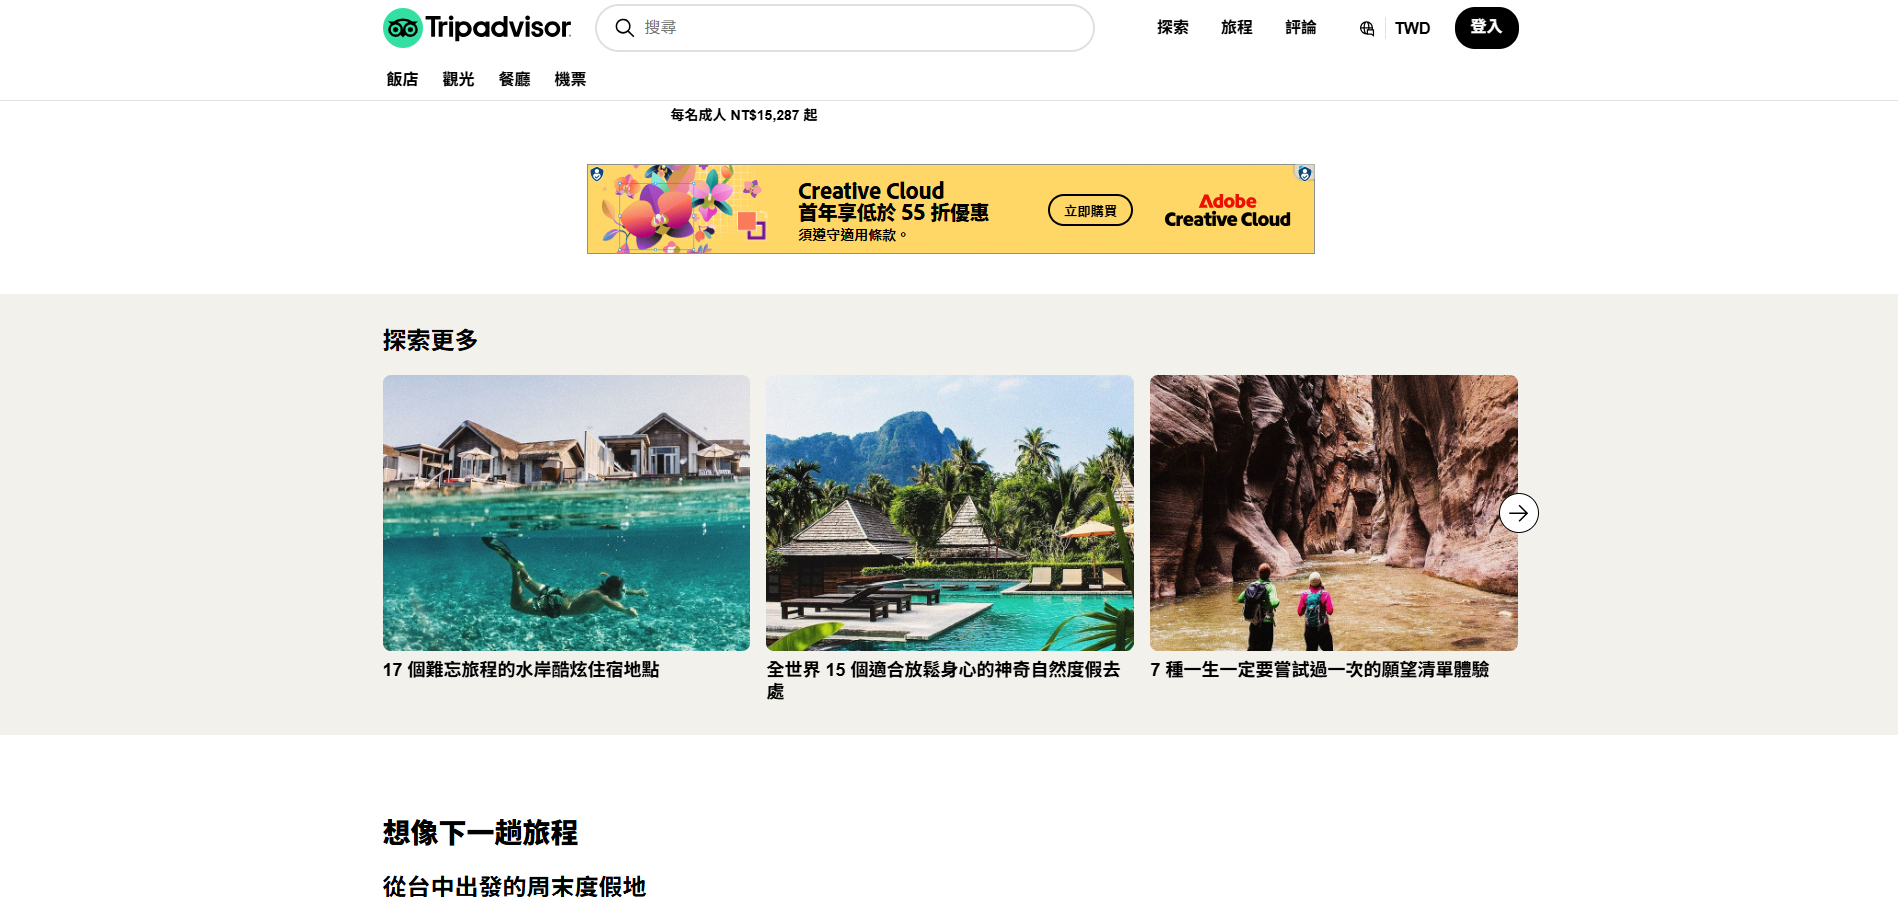 Tripadvisor
搜尋
探索
旅程
評論
TWD
登入
飯店
觀光
餐廳
機票
每名成人 NT$15,287 起
Creative Cloud
首年享低於 55 折優惠
須遵守適用條款。
立即購買
Adobe
Creative Cloud
探索更多
17 個難忘旅程的水岸酷炫住宿地點
全世界 15 個適合放鬆身心的神奇自然度假去
處
7 種一生一定要嘗試過一次的願望清單體驗
想像下一趟旅程
從台中出發的周末度假地